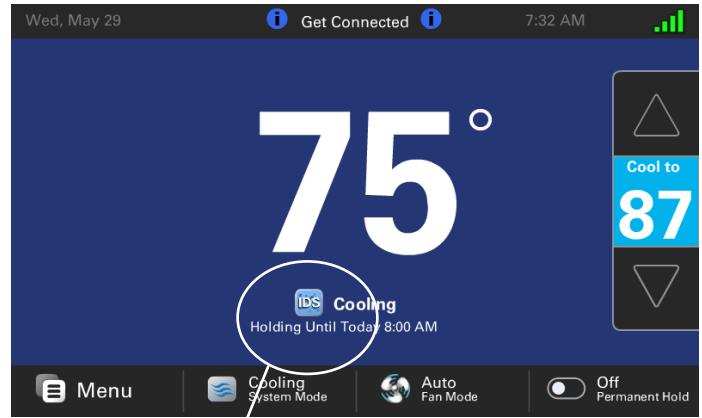 Wed, May 29
i Get Connected i
7:32 AM
75°
Cool to
87
IDS Cooling
Holding Until Today 8:00 AM
Menu
Cooling
System Mode
Auto
Fan Mode
Off
Permanent Hold